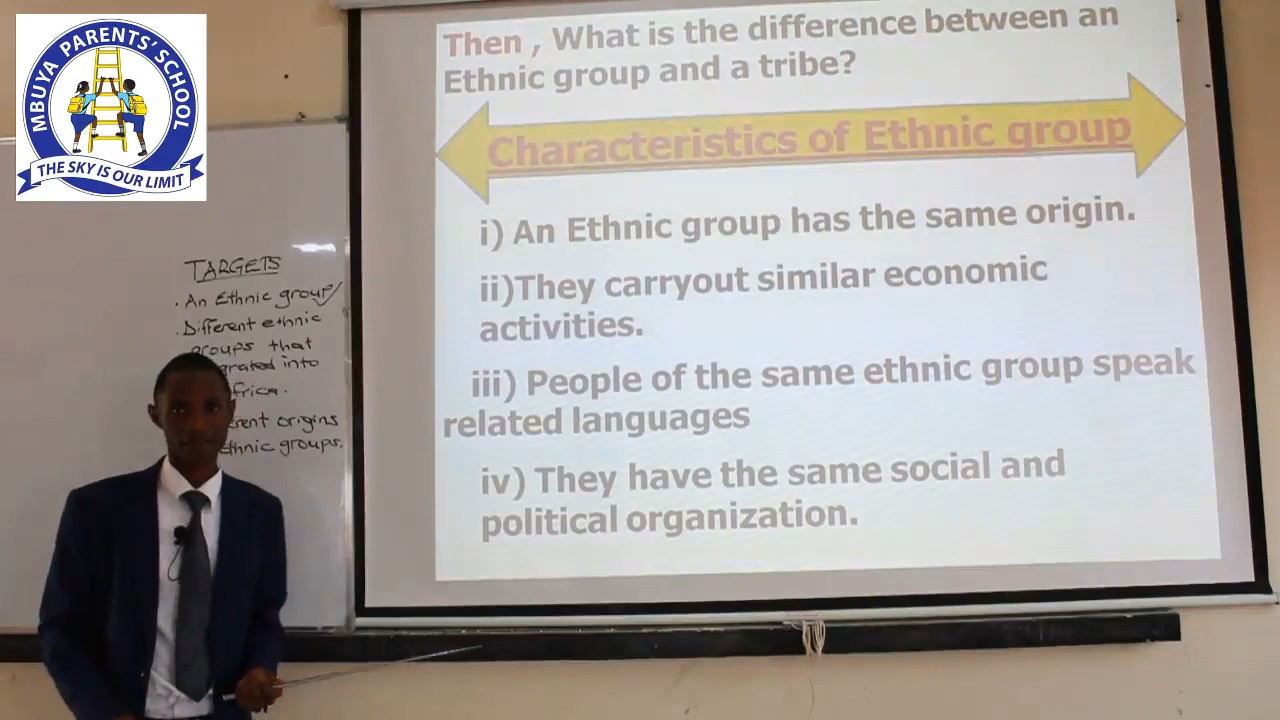 MBUYA PARENTS' SCHOOL
THE SKY IS OUR LIMIT
Then , What is the difference between an
Ethnic group and a tribe?
Characteristics of Ethnic group
i) An Ethnic group has the same origin.
ii)They carryout similar economic
activities.
iii) People of the same ethnic group speak
related languages
iv) They have the same social and
political organization.
TARGETS
. An Ethnic group/
. Different ethnic
groups that
into
origins
ethnic groups.